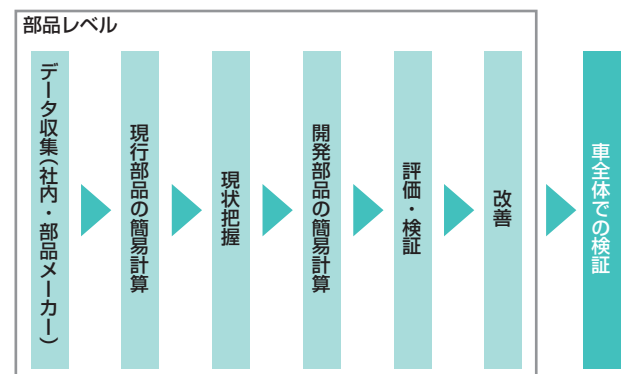 部品レベル
データ収集(社内・部品メーカー)
現行部品の簡易計算
現状把握
開発部品の簡易計算
評価・検証
改善
車全体での検証